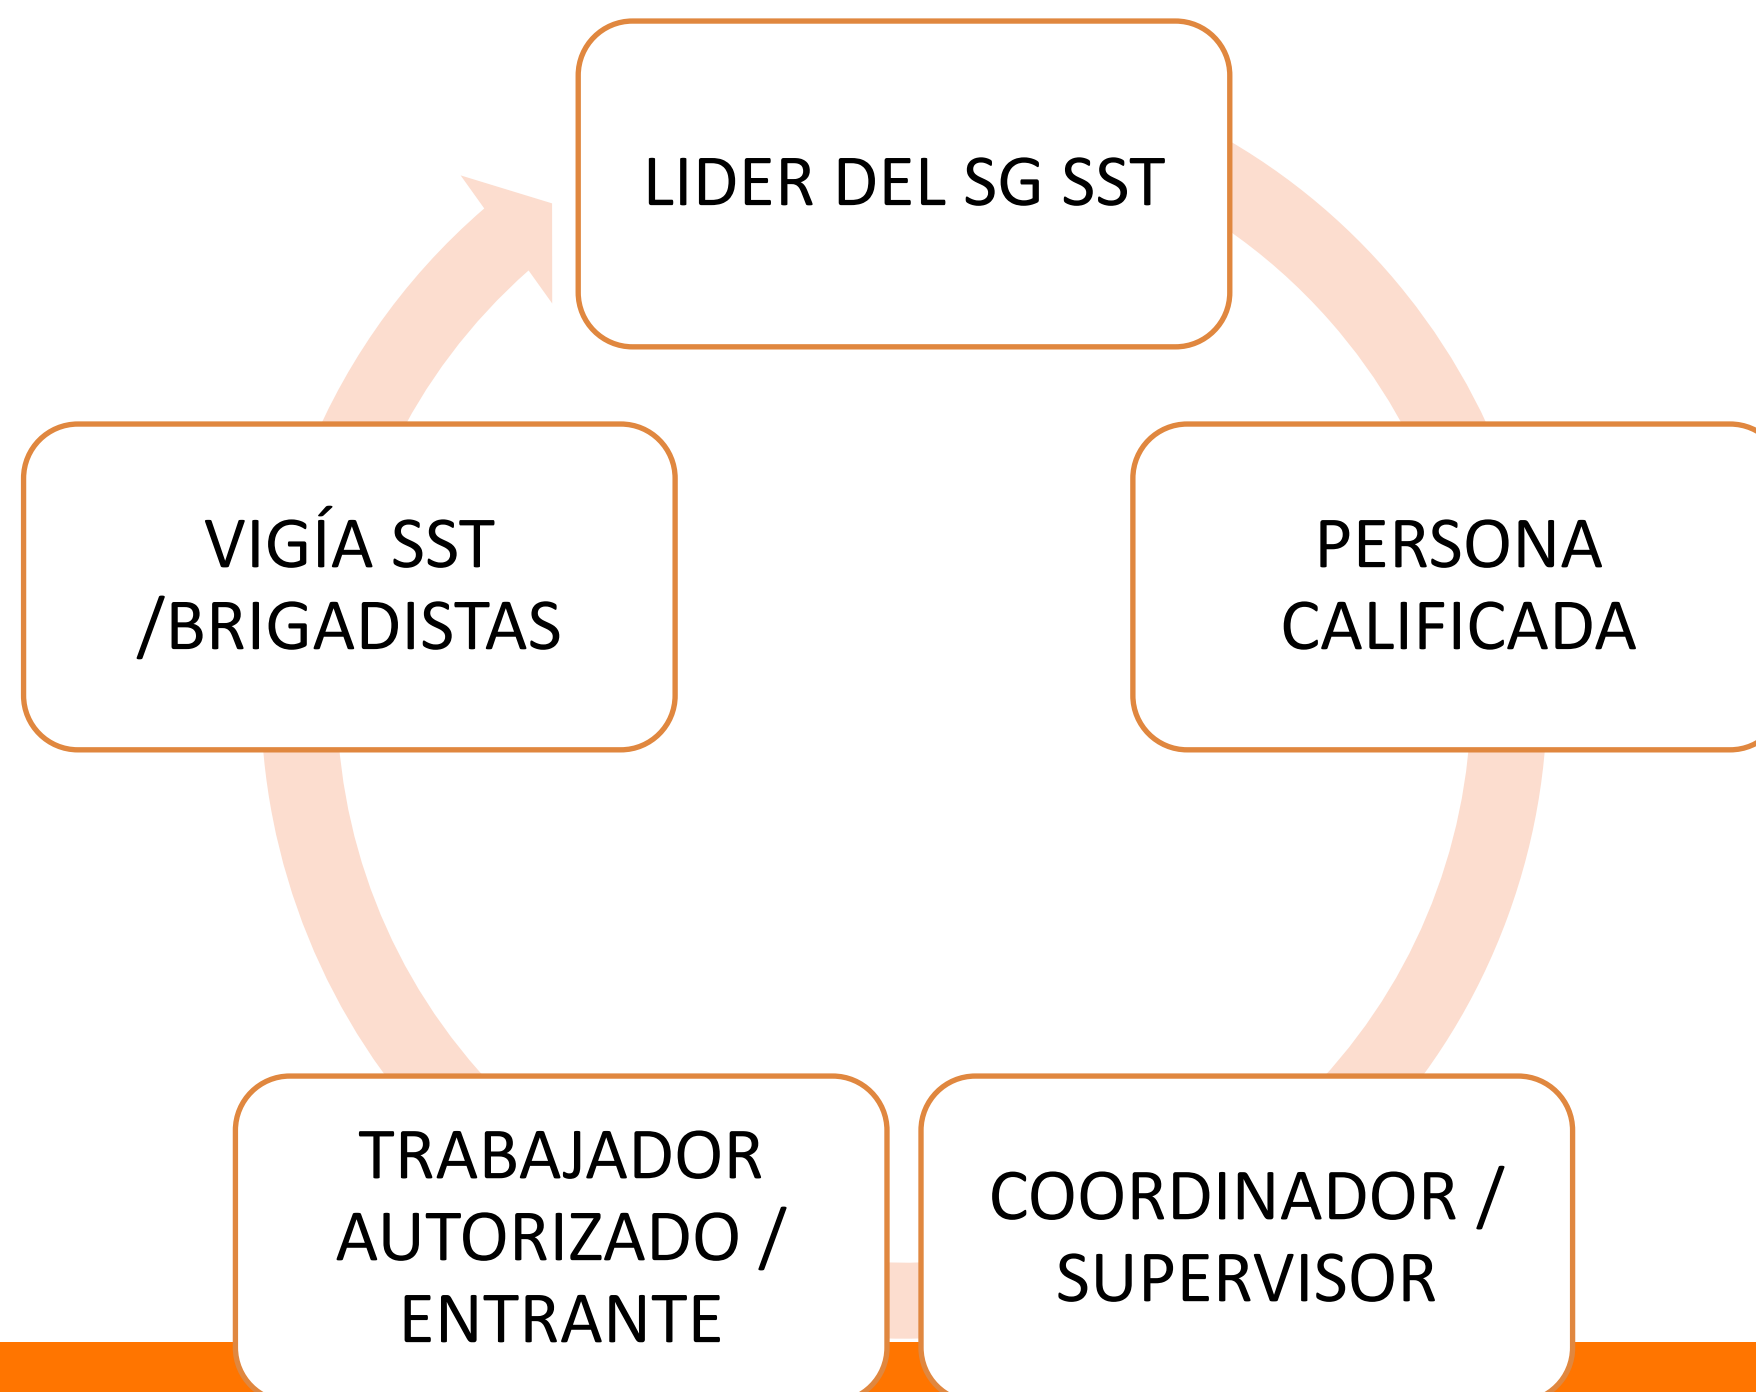 LIDER DEL SG SST
PERSONA
CALIFICADA
COORDINADOR /
SUPERVISOR
TRABAJADOR
AUTORIZADO /
ENTRANTE
VIGÍA SST
/BRIGADISTAS